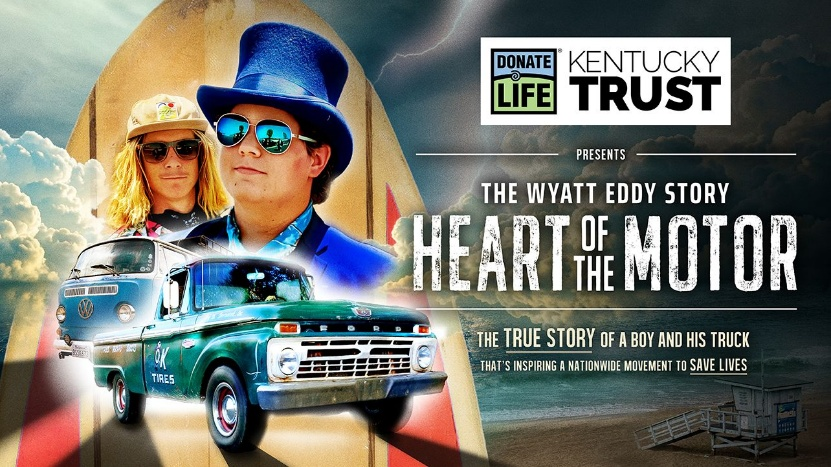 DONATE
LIFE
KENTUCKY
TRUST
PRESENTS
THE WYATT EDDY STORY
HEART OF THE MOTOR
THE TRUE STORY OF A BOY AND HIS TRUCK
THAT'S INSPIRING A NATIONWIDE MOVEMENT TO SAVE LIVES
FORD
OK
TIRES